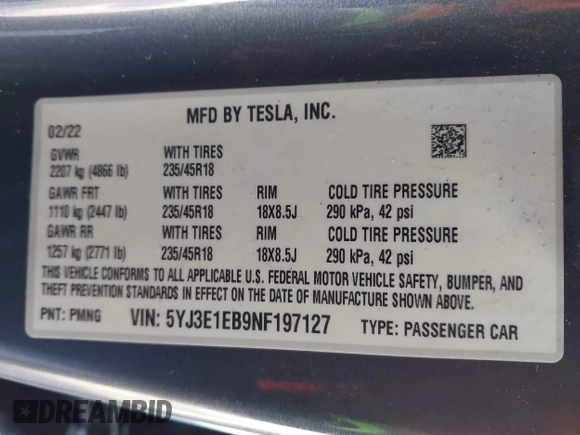 MFD BY TESLA, INC.
02/22
GVWR WITH TIRES
2207 kg (4866 lb) 235/45R18
GAWR FRT WITH TIRES RIM COLD TIRE PRESSURE
1110 kg (2447 lb) 235/45R18 18X8.5J 290 kPa, 42 psi
GAWR RR WITH TIRES RIM COLD TIRE PRESSURE
1257 kg (2771 lb) 235/45R18 18X8.5J 290 kPa, 42 psi
THIS VEHICLE CONFORMS TO ALL APPLICABLE U.S. FEDERAL MOTOR VEHICLE SAFETY, BUMPER, AND
THEFT PREVENTION STANDARDS IN EFFECT ON THE DATE OF MANUFACTURE SHOWN ABOVE.
PNT: PMNG VIN: 5YJ3E1EB9NF197127 TYPE: PASSENGER CAR
DREAMBID